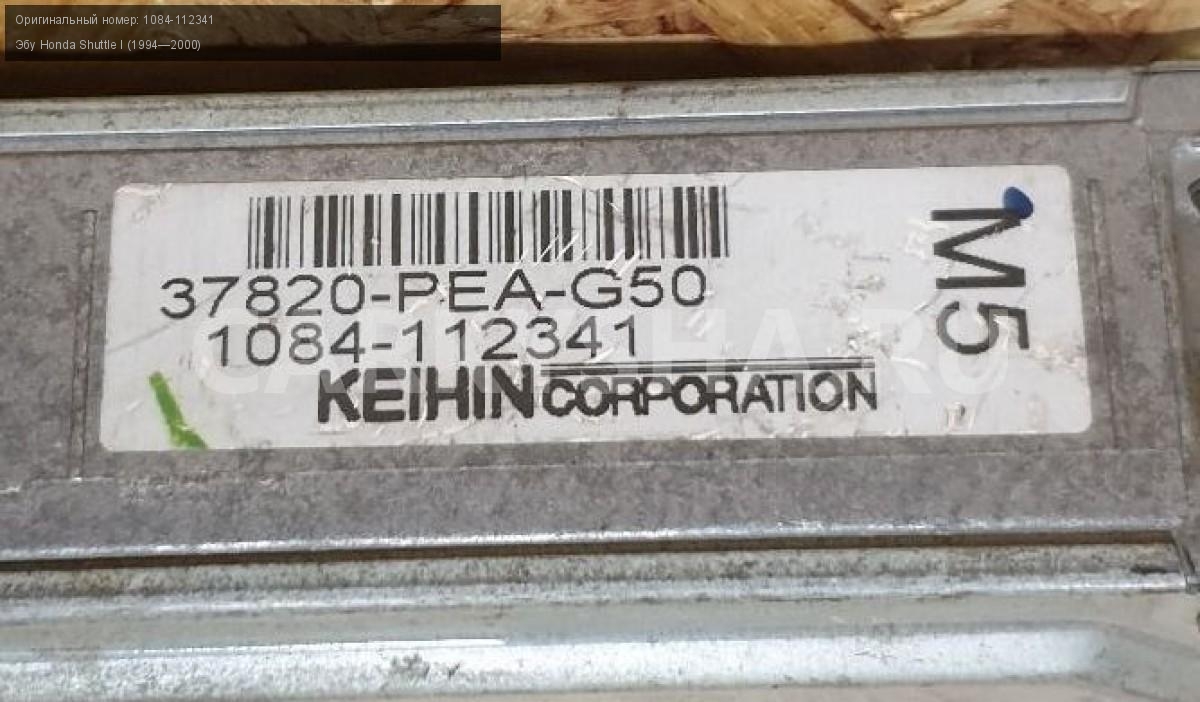 Оригинальный номер: 1084-112341
Эбу Honda Shuttle I (1994—2000)
37820-PEA-G50
1084-112341
KEIHIN CORPORATION
M5